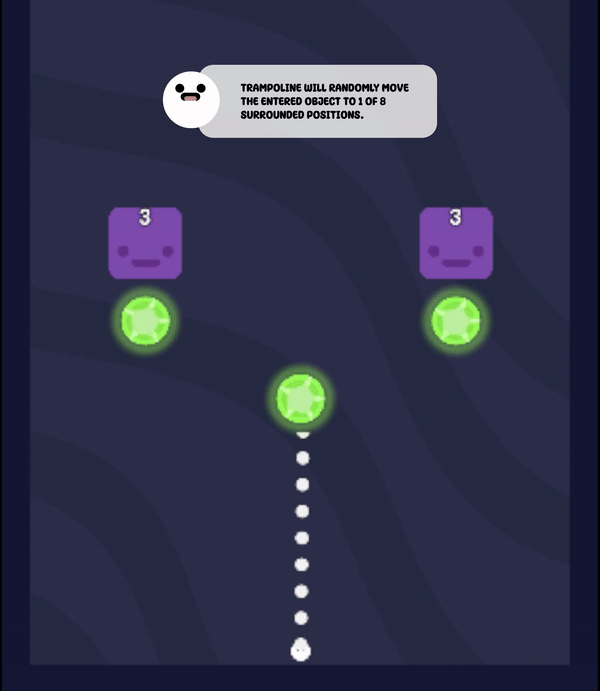 TRAMPOLINE WILL RANDOMLY MOVE
THE ENTERED OBJECT TO 1 OF 8
SURROUNDED POSITIONS.
3 3